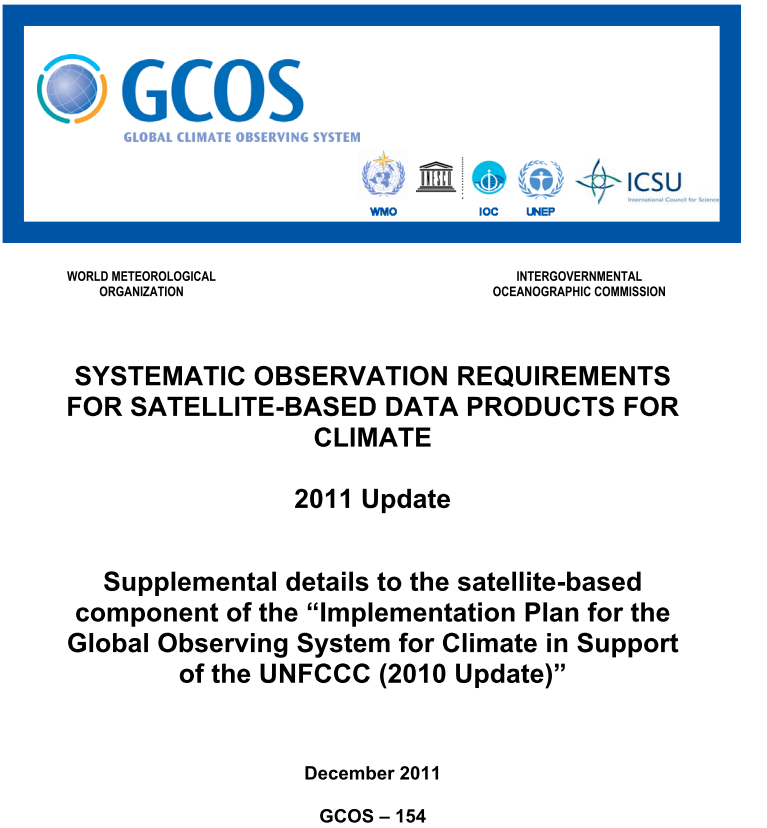 GCOS
GLOBAL CLIMATE OBSERVING SYSTEM
UNESCO
ICSU
International Council for Science
WMO
IOC
UNEP
WORLD METEOROLOGICAL
ORGANIZATION
INTERGOVERNMENTAL
OCEANOGRAPHIC COMMISSION
SYSTEMATIC OBSERVATION REQUIREMENTS
FOR SATELLITE-BASED DATA PRODUCTS FOR
CLIMATE
2011 Update
Supplemental details to the satellite-based
component of the “Implementation Plan for the
Global Observing System for Climate in Support
of the UNFCCC (2010 Update)”
December 2011
GCOS – 154